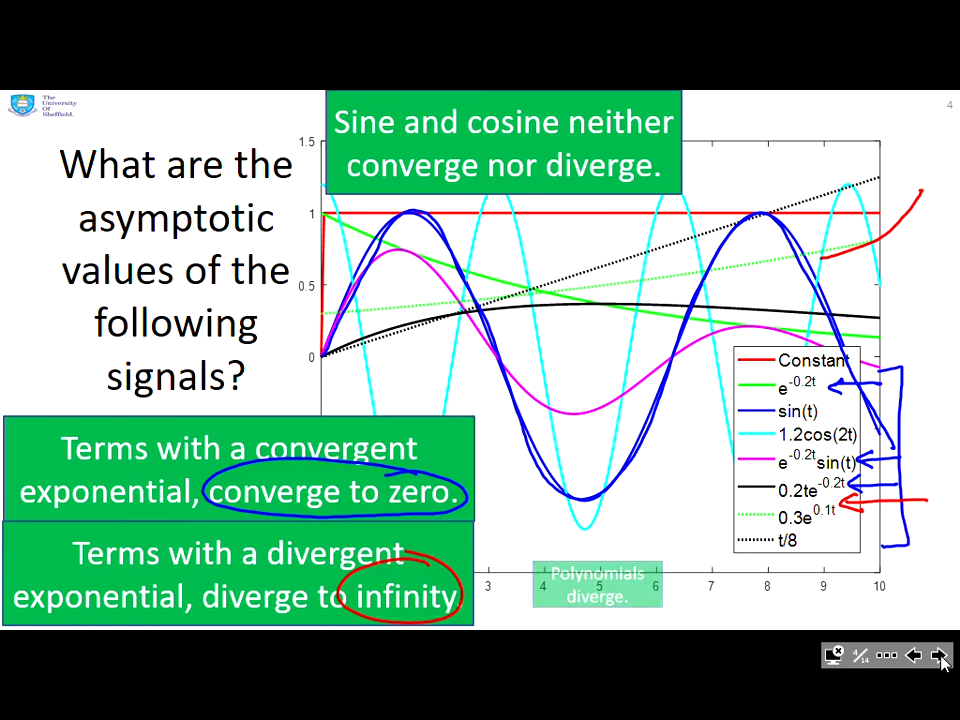 The
University
Of
Sheffield.
4
What are the
asymptotic
values of the
following
signals?
Sine and cosine neither
converge nor diverge.
1.5
1
0.5
0
Constant
e^-0.2t
sin(t)
1.2cos(2t)
e^-0.2t sin(t)
0.2te^-0.2t
0.3e^0.1t
t/8
Terms with a convergent
exponential, converge to zero.
Terms with a divergent
exponential, diverge to infinity.
3 4 5 6 7 8 9 10
Polynomials
diverge.
4/14